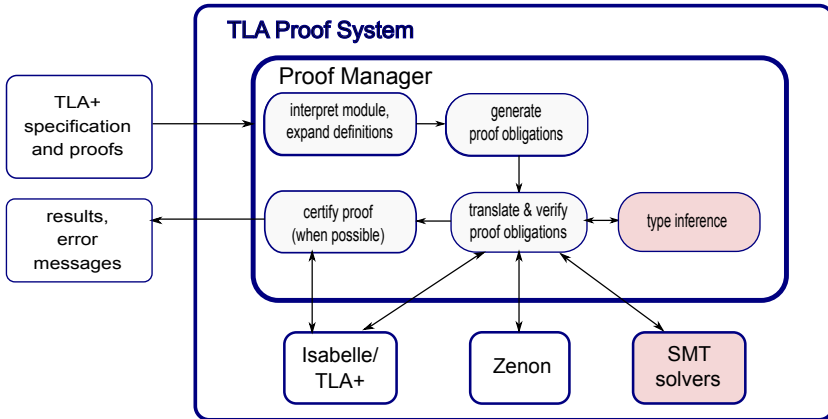 TLA Proof System
Proof Manager
TLA+
specification
and proofs
interpret module,
expand definitions
generate
proof obligations
results,
error
messages
certify proof
(when possible)
translate & verify
proof obligations
type inference
Isabelle/
TLA+
Zenon
SMT
solvers